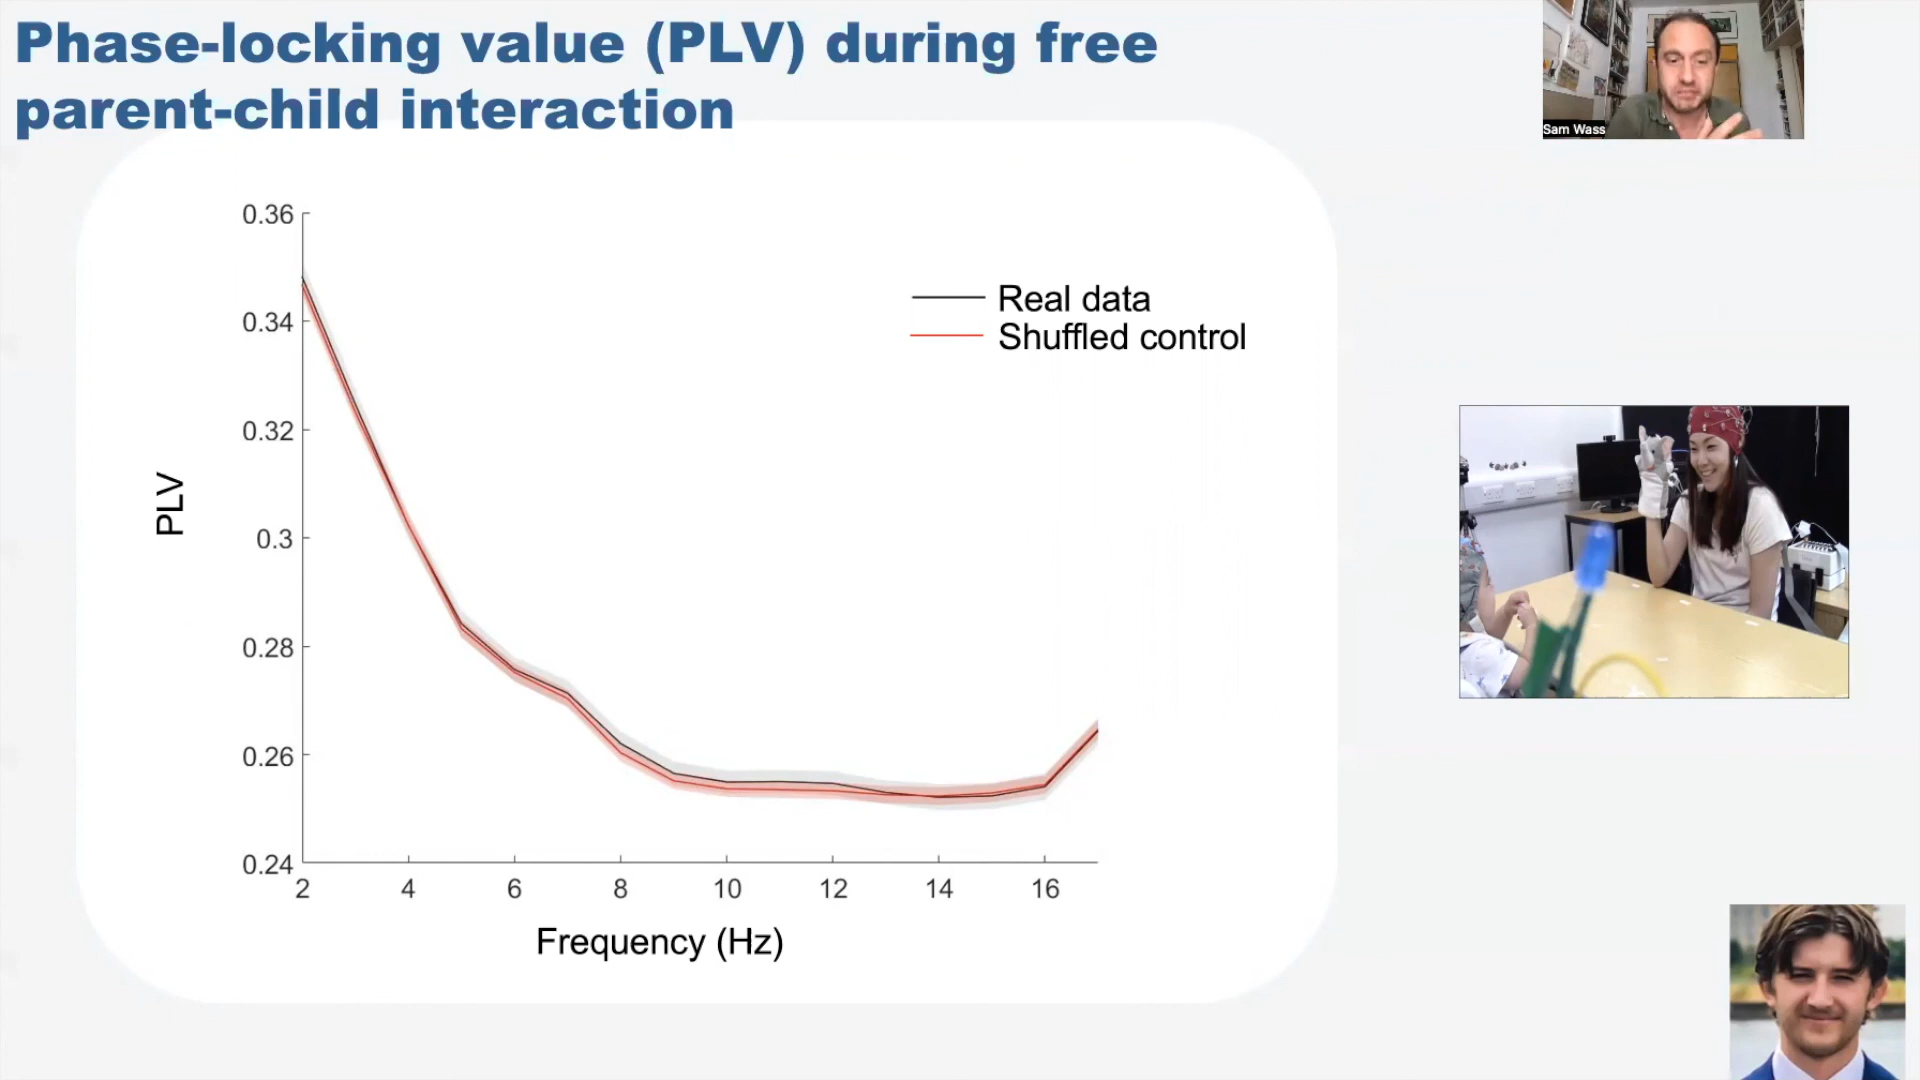 Phase-locking value (PLV) during free
parent-child interaction
Sam Wass
0.36
0.34
0.32
0.3
0.28
0.26
0.24
PLV
Real data
Shuffled control
2 4 6 8 10 12 14 16
Frequency (Hz)